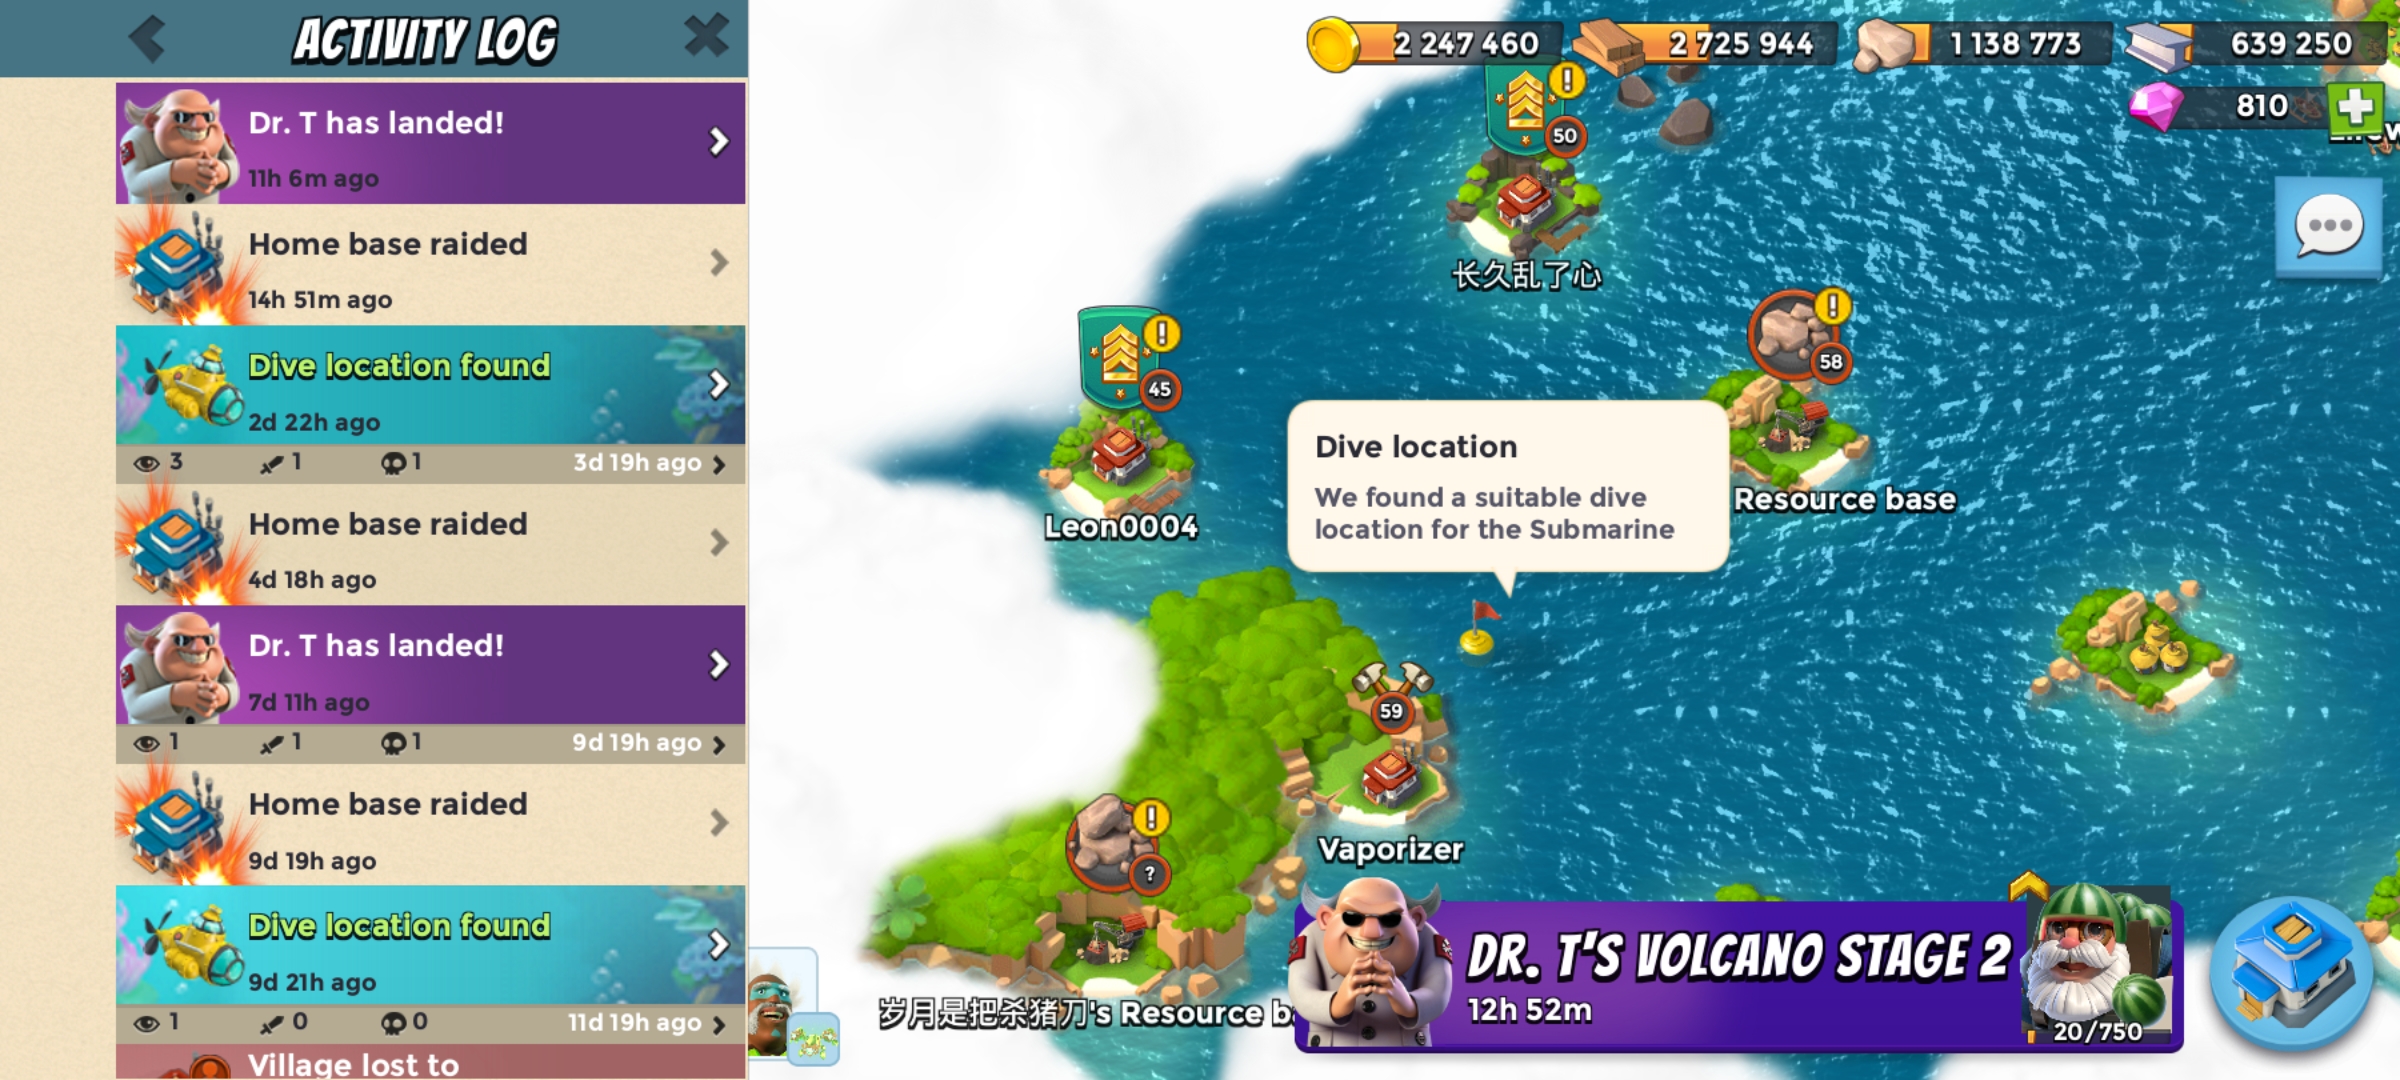 ACTIVITY LOG
Dr. T has landed!
11h 6m ago
Home base raided
14h 51m ago
Dive location found
2d 22h ago
3 1 1 3d 19h ago
Home base raided
4d 18h ago
Dr. T has landed!
7d 11h ago
1 1 1 9d 19h ago
Home base raided
9d 19h ago
Dive location found
9d 21h ago
1 0 0 11d 19h ago
Village lost to
2 247 460 2 725 944 1 138 773 639 250
810
! 50
长久乱了心
! 45
Leon0004
! 58
Resource base
Dive location
We found a suitable dive
location for the Submarine
59
Vaporizer
! ?
岁月是把杀猪刀's Resource b
DR. T'S VOLCANO STAGE 2
12h 52m
20/750